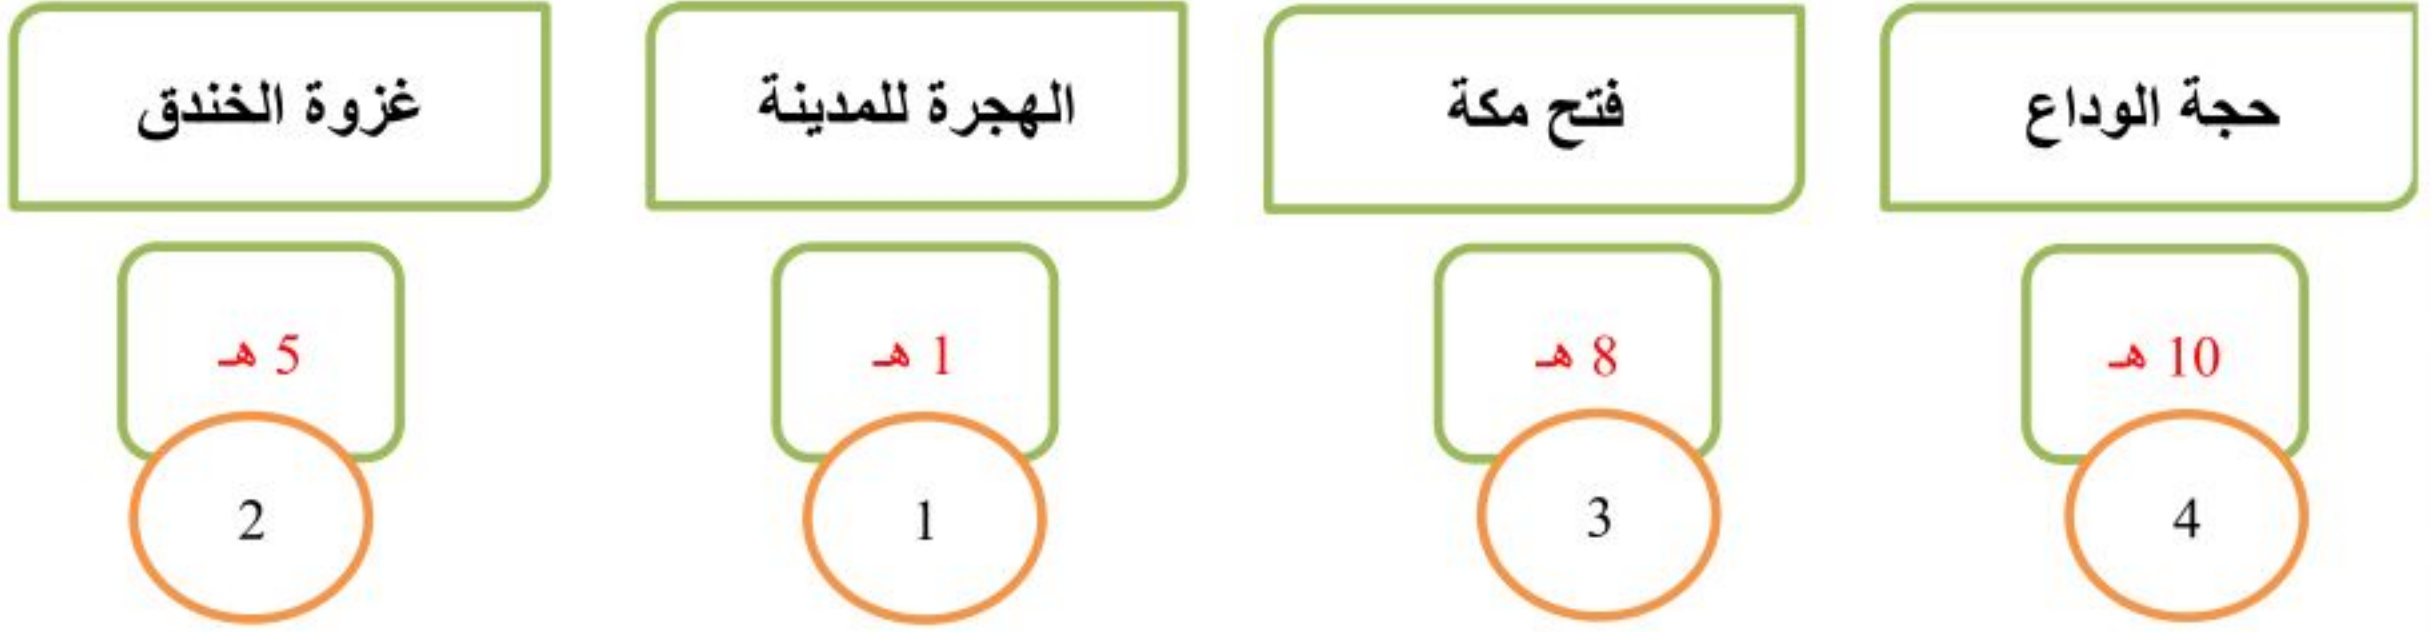 حجة الوداع
فتح مكة
الهجرة للمدينة
غزوة الخندق
10 هـ
8 هـ
1 هـ
5 هـ
4
3
1
2